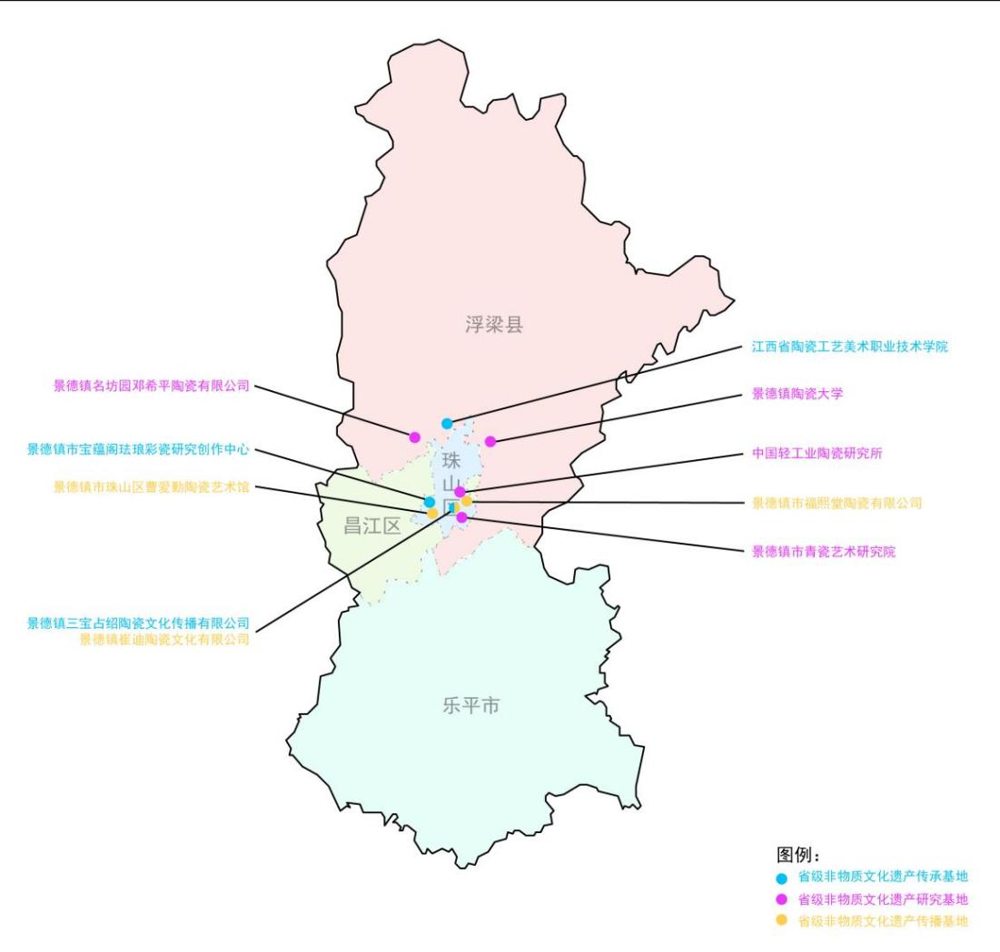 浮梁县
江西省陶瓷工艺美术职业技术学院
景德镇名坊园邓希平陶瓷有限公司
景德镇陶瓷大学
景德镇市宝蕴阁珐琅彩瓷研究创作中心
珠山区
中国轻工业陶瓷研究所
景德镇市珠山区曹爱勤陶瓷艺术馆
景德镇市福熙堂陶瓷有限公司
昌江区
景德镇市青瓷艺术研究院
景德镇三宝占绍陶瓷文化传播有限公司
景德镇崔迪陶瓷文化有限公司
乐平市
图例：
省级非物质文化遗产传承基地
省级非物质文化遗产研究基地
省级非物质文化遗产传播基地